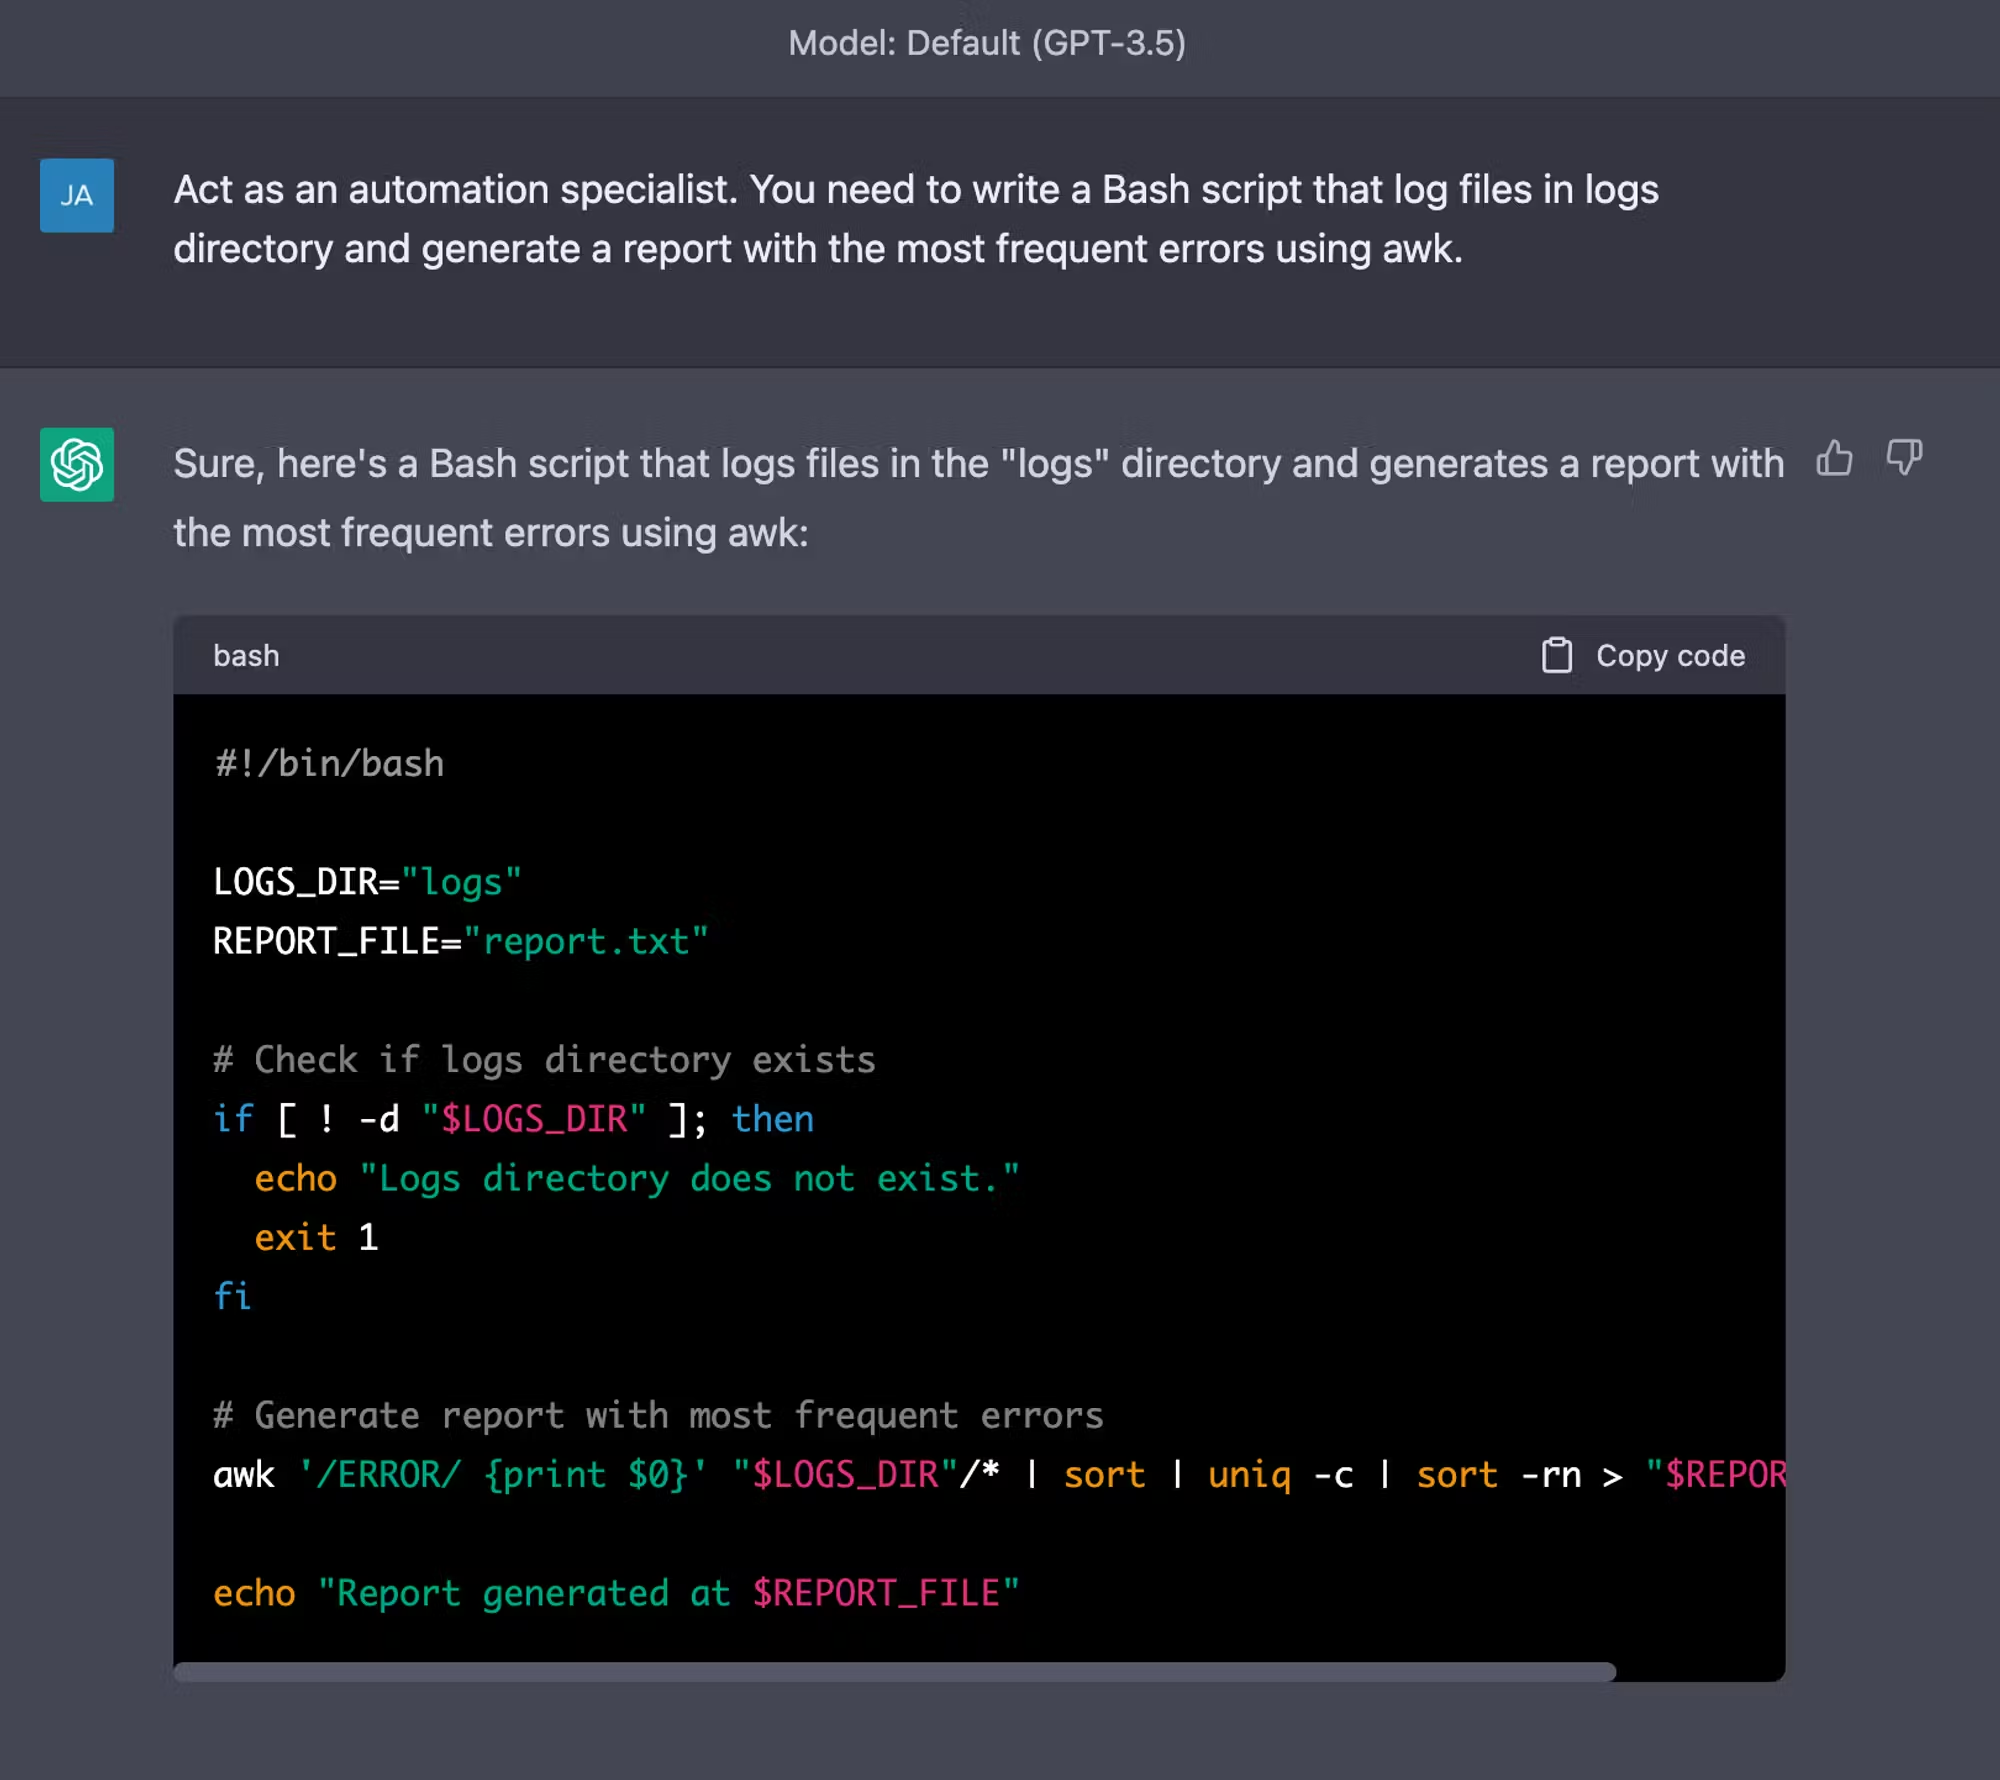 Model: Default (GPT-3.5)
JA
Act as an automation specialist. You need to write a Bash script that log files in logs
directory and generate a report with the most frequent errors using awk.
Sure, here's a Bash script that logs files in the "logs" directory and generates a report with
the most frequent errors using awk:
bash
Copy code
#!/bin/bash
LOGS_DIR="logs"
REPORT_FILE="report.txt"
# Check if logs directory exists
if [ ! -d "$LOGS_DIR" ]; then
  echo "Logs directory does not exist."
  exit 1
fi
# Generate report with most frequent errors
awk '/ERROR/ {print $0}' "$LOGS_DIR"/* | sort | uniq -c | sort -rn > "$REPOR
echo "Report generated at $REPORT_FILE"